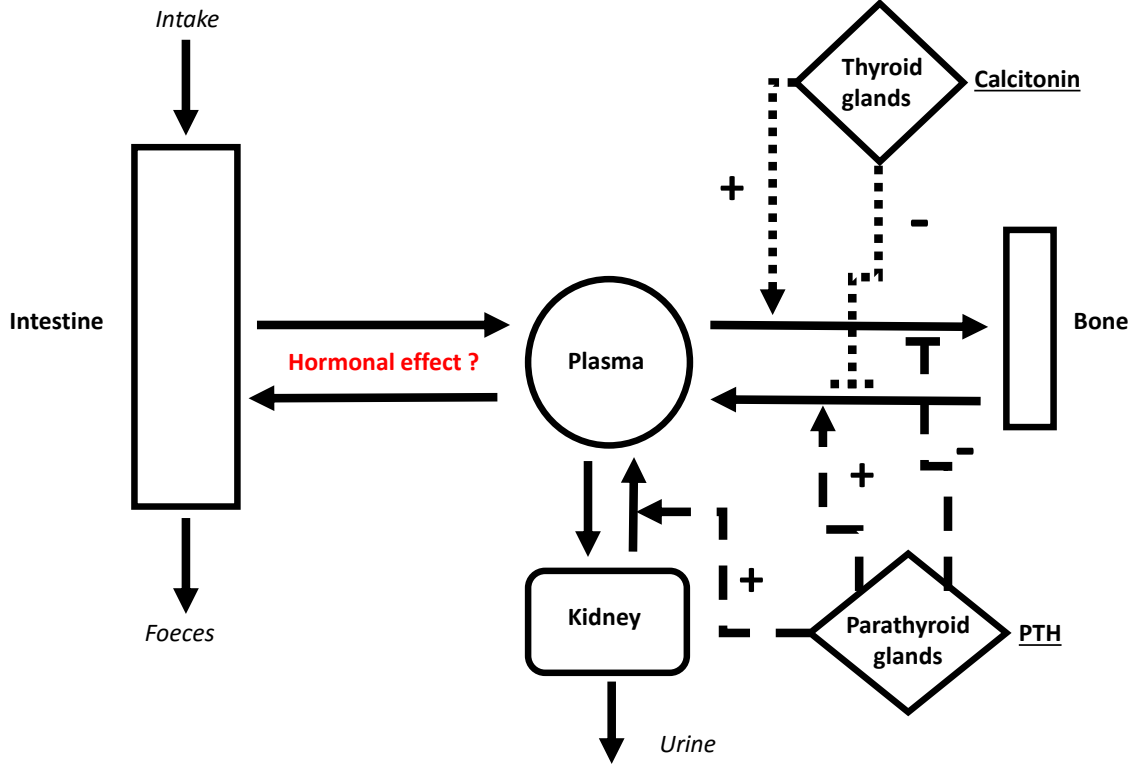 Intake
Thyroid
glands
Calcitonin
+
-
Intestine
Hormonal effect ?
Plasma
Bone
+
-
+
Kidney
Parathyroid
glands
PTH
Foeces
Urine